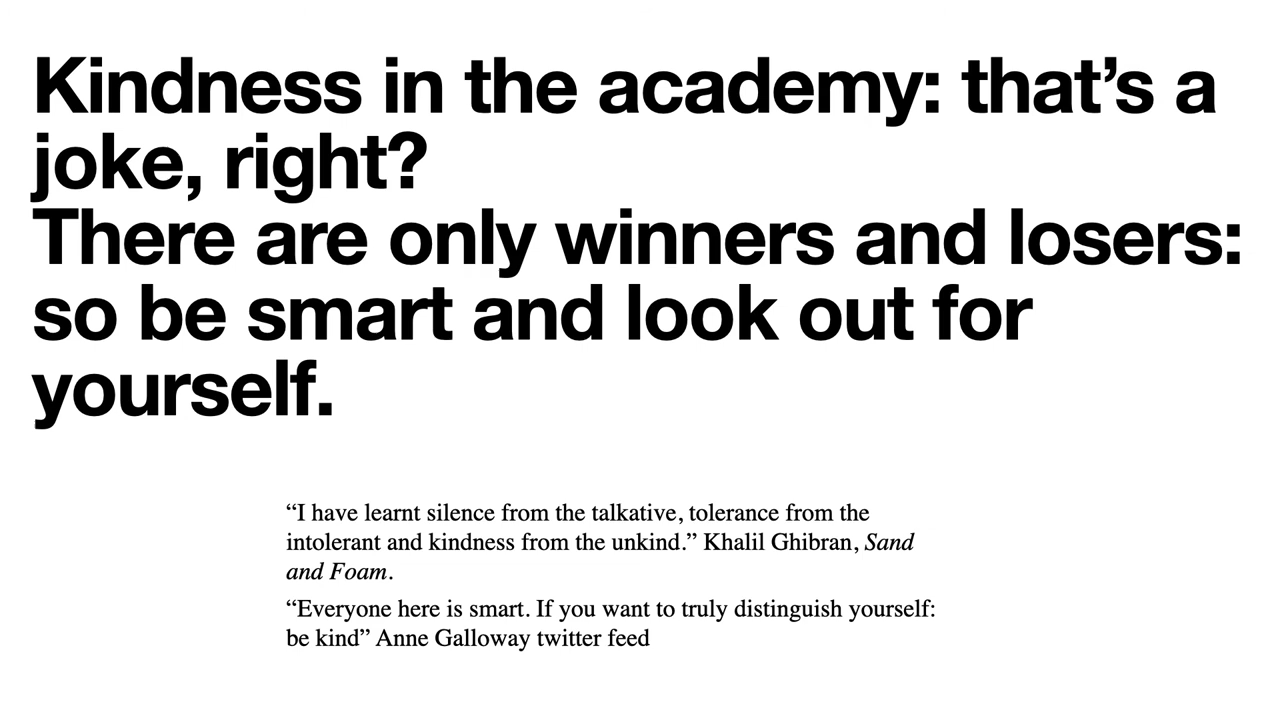 Kindness in the academy: that’s a
joke, right?
There are only winners and losers:
so be smart and look out for
yourself.
“I have learnt silence from the talkative, tolerance from the
intolerant and kindness from the unkind.” Khalil Ghibran, Sand
and Foam.
“Everyone here is smart. If you want to truly distinguish yourself:
be kind” Anne Galloway twitter feed